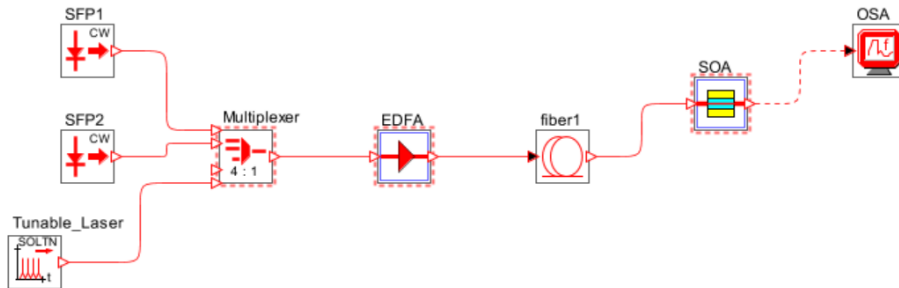 SFP1
CW
OSA
f
SOA
SFP2
CW
Multiplexer
4 : 1
EDFA
fiber1
Tunable_Laser
SOLTN
t